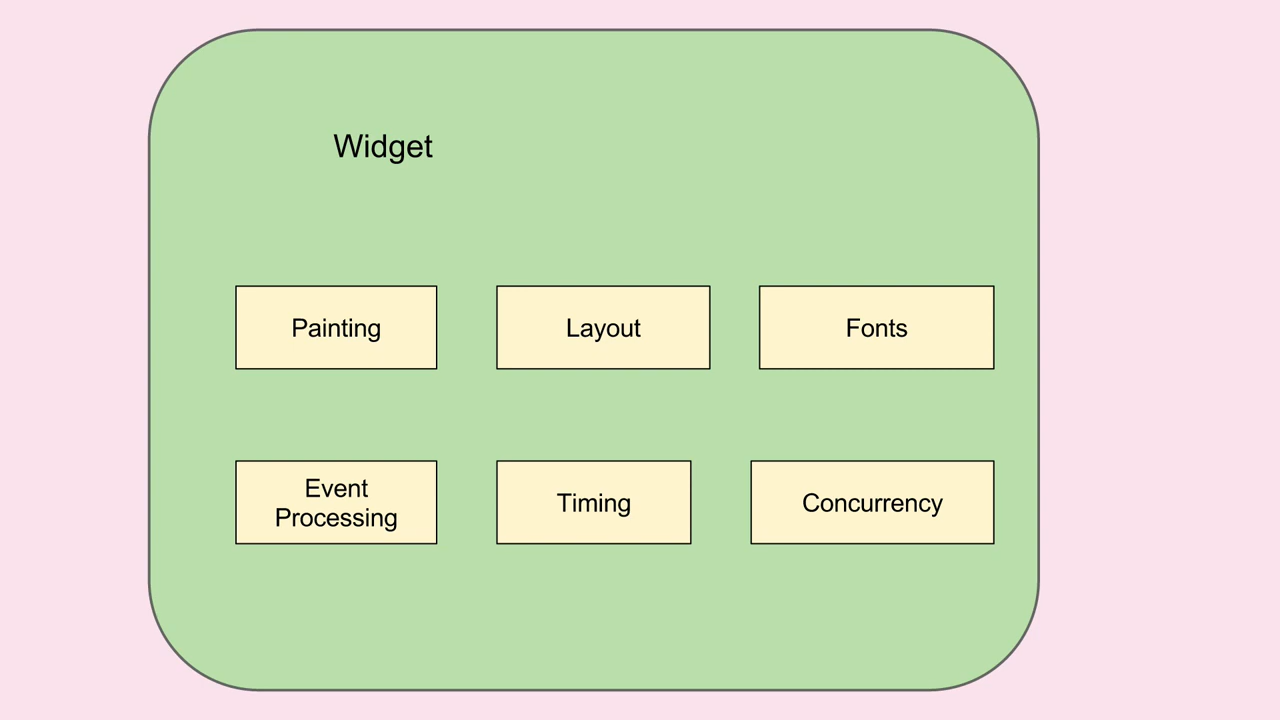 Widget
Painting
Layout
Fonts
Event
Processing
Timing
Concurrency